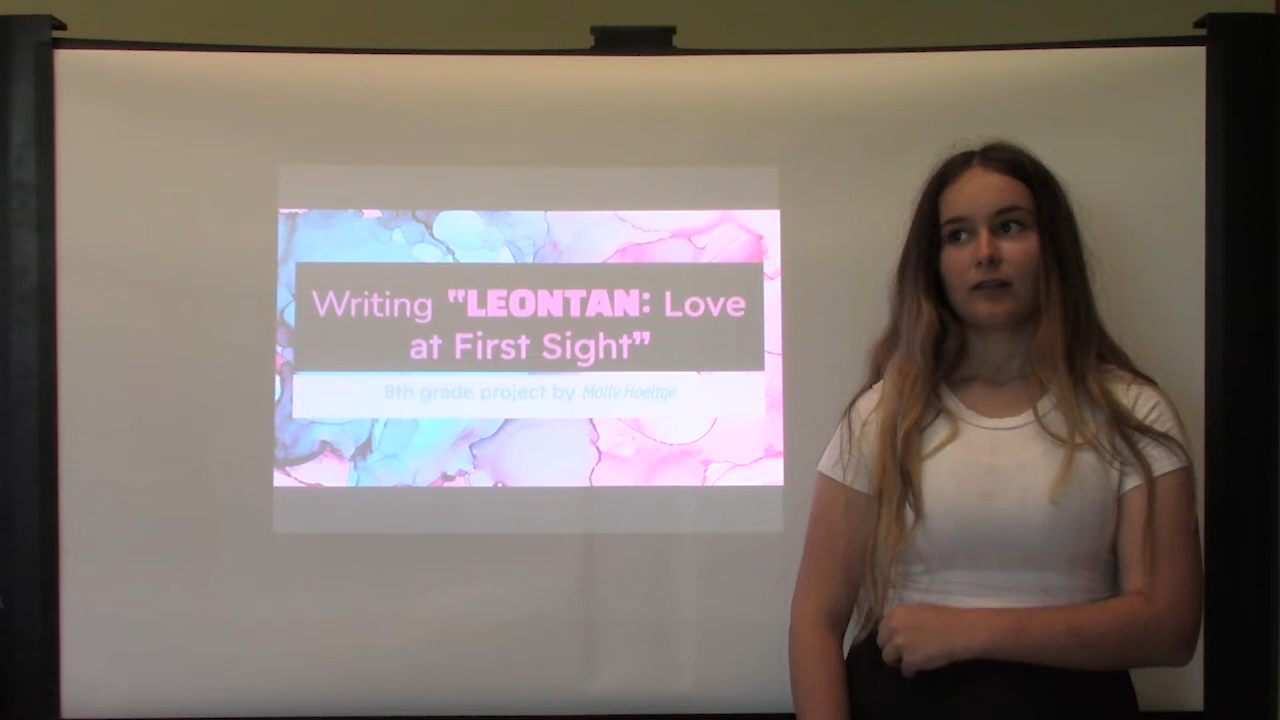 Writing "LEONTAN: Love
at First Sight"
8th grade project by Molly Hoeltge